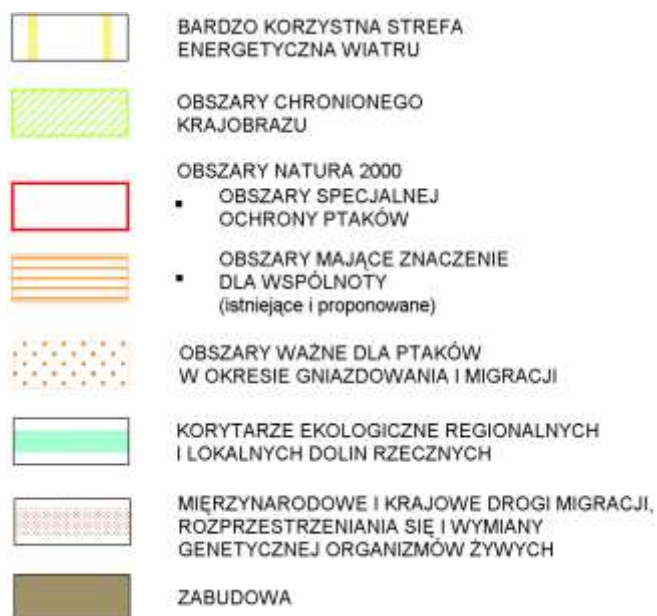 BARDZO KORZYSTNA STREFA
ENERGETYCZNA WIATRU
OBSZARY CHRONIONEGO
KRAJOBRAZU
OBSZARY NATURA 2000
▪ OBSZARY SPECJALNEJ
OCHRONY PTAKÓW
▪ OBSZARY MAJĄCE ZNACZENIE
DLA WSPÓLNOTY
(istniejące i proponowane)
OBSZARY WAŻNE DLA PTAKÓW
W OKRESIE GNIAZDOWANIA I MIGRACJI
KORYTARZE EKOLOGICZNE REGIONALNYCH
I LOKALNYCH DOLIN RZECZNYCH
MIĘRZYNARODOWE I KRAJOWE DROGI MIGRACJI,
ROZPRZESTRZENIANIA SIĘ I WYMIANY
GENETYCZNEJ ORGANIZMÓW ŻYWYCH
ZABUDOWA